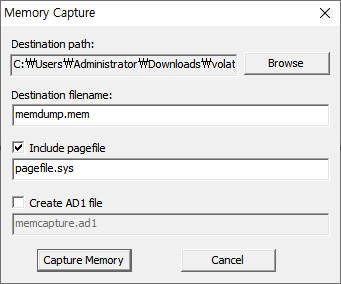 Memory Capture
Destination path:
C:₩Users₩Administrator₩Downloads₩volat
Browse
Destination filename:
memdump.mem
Include pagefile
pagefile.sys
Create AD1 file
memcapture.ad1
Capture Memory
Cancel